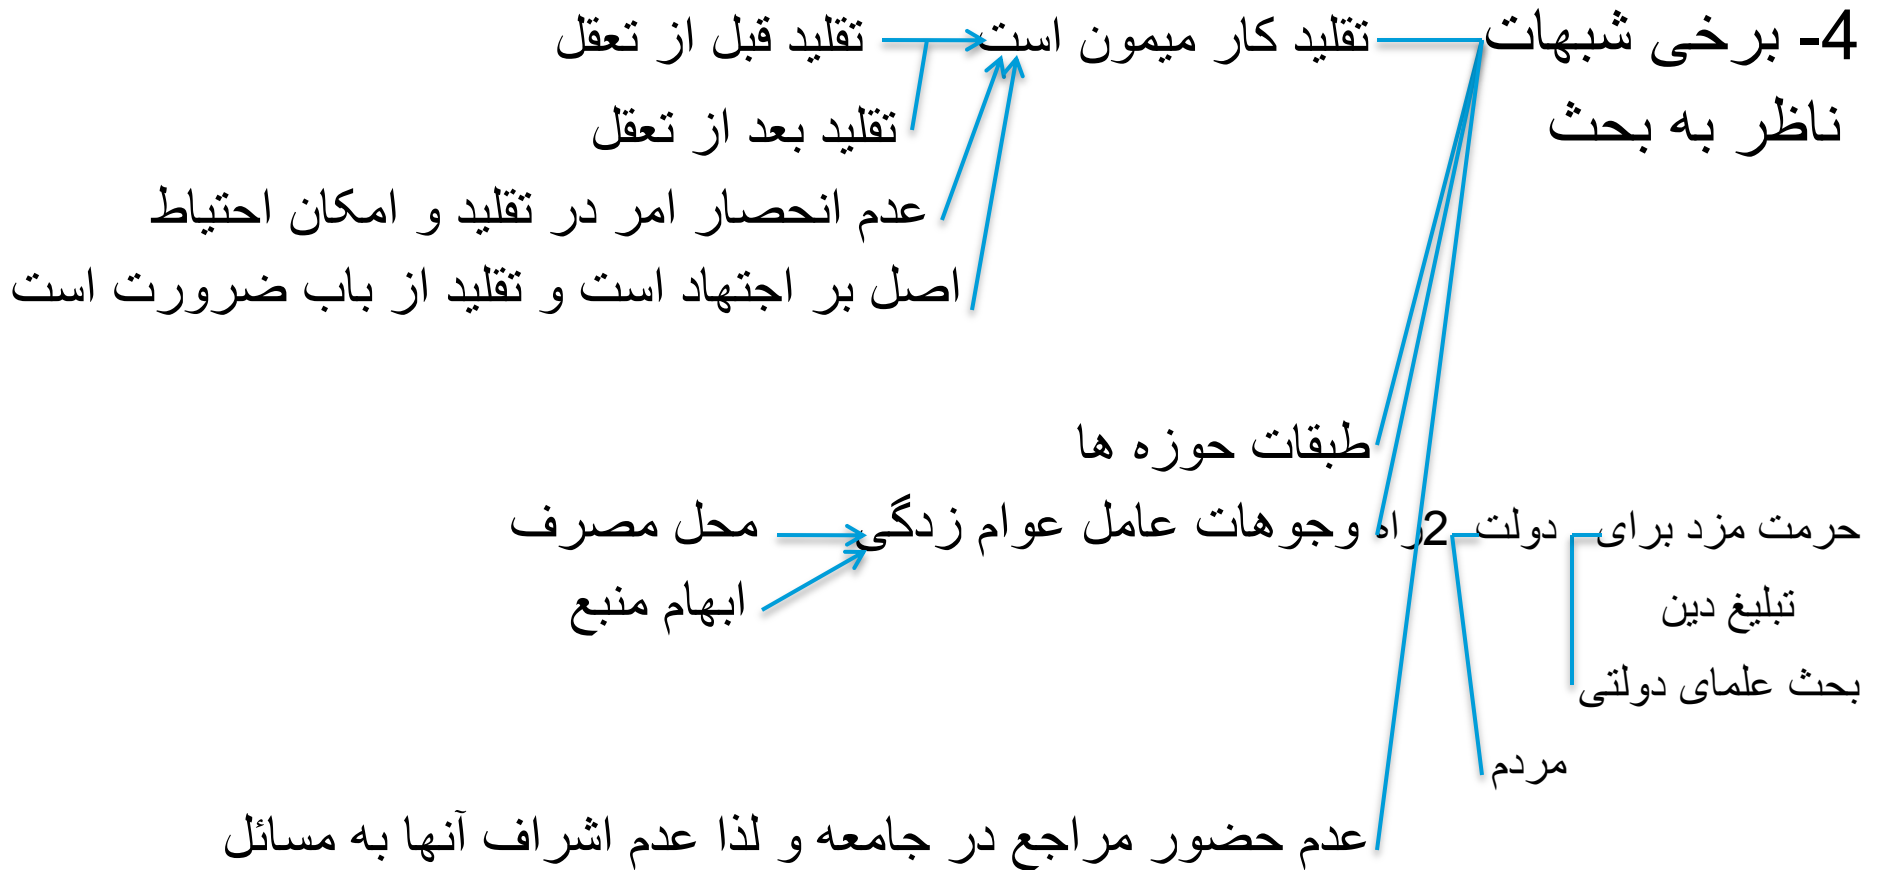 4- برخی شبهات
ناظر به بحث
تقلید کار میمون است
تقلید قبل از تعقل
تقلید بعد از تعقل
عدم انحصار امر در تقلید و امکان احتیاط
اصل بر اجتهاد است و تقلید از باب ضرورت است
طبقات حوزه ها
وجوهات عامل عوام زدگی
محل مصرف
ابهام منبع
2راه
دولت
حرمت مزد برای
تبلیغ دین
بحث علمای دولتی
مردم
عدم حضور مراجع در جامعه و لذا عدم اشراف آنها به مسائل